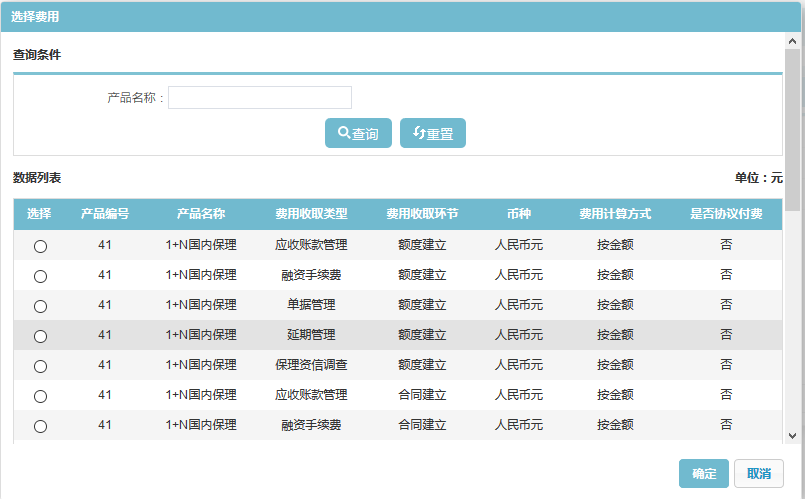 选择费用
查询条件
产品名称：
查询 重置
数据列表 单位：元
选择 产品编号 产品名称 费用收取类型 费用收取环节 币种 费用计算方式 是否协议付费
41 1+N国内保理 应收账款管理 额度建立 人民币元 按金额 否
41 1+N国内保理 融资手续费 额度建立 人民币元 按金额 否
41 1+N国内保理 单据管理 额度建立 人民币元 按金额 否
41 1+N国内保理 延期管理 额度建立 人民币元 按金额 否
41 1+N国内保理 保理资信调查 额度建立 人民币元 按金额 否
41 1+N国内保理 应收账款管理 合同建立 人民币元 按金额 否
41 1+N国内保理 融资手续费 合同建立 人民币元 按金额 否
确定 取消